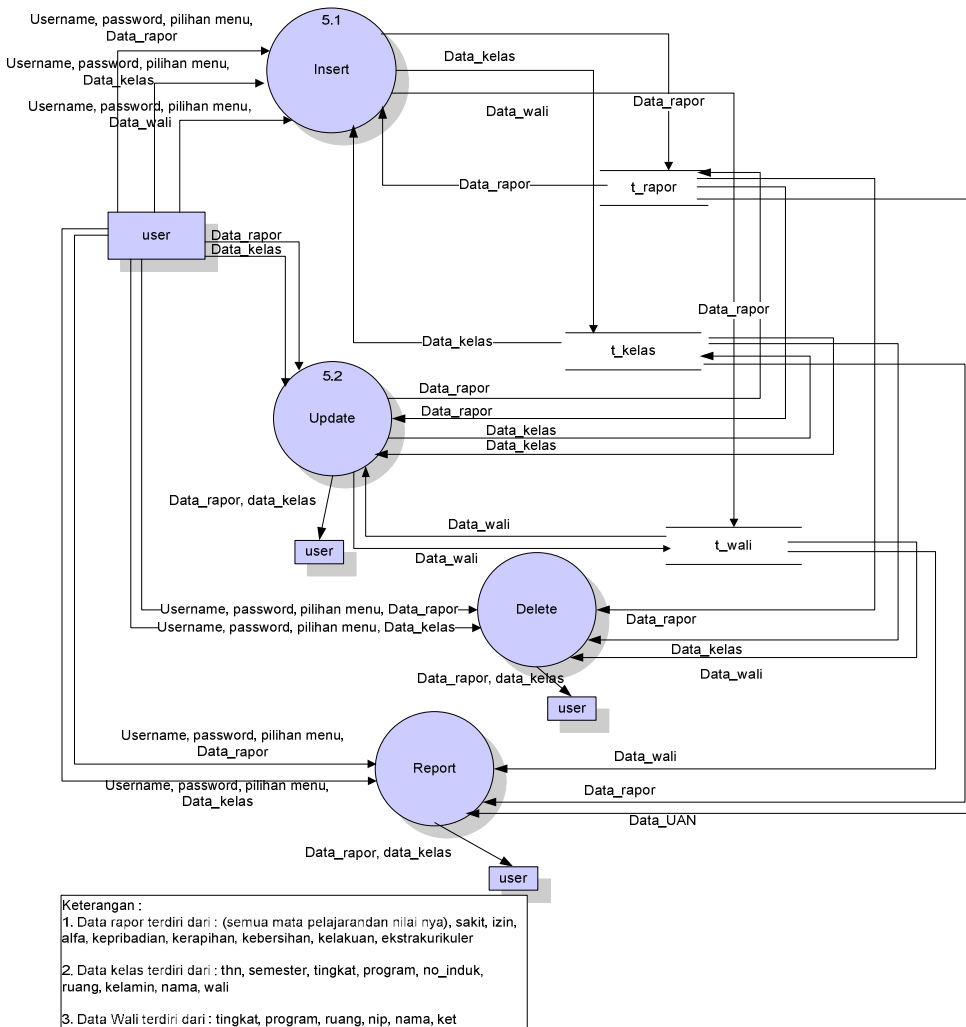 Username, password, pilihan menu,
Data_rapor
5.1
Insert
Data_kelas
Username, password, pilihan menu,
Data_kelas
Username, password, pilihan menu,
Data_wali
Data_rapor
Data_wali
Data_rapor
t_rapor
user
Data_rapor
Data_kelas
Data_rapor
Data_kelas
t_kelas
5.2
Update
Data_rapor
Data_rapor
Data_kelas
Data_kelas
Data_rapor, data_kelas
user
Data_wali
Data_wali
t_wali
Username, password, pilihan menu, Data_rapor
Username, password, pilihan menu, Data_kelas
Delete
Data_rapor
Data_kelas
Data_wali
Data_rapor, data_kelas
user
Username, password, pilihan menu,
Data_rapor
Username, password, pilihan menu,
Data_kelas
Report
Data_wali
Data_rapor
Data_UAN
Data_rapor, data_kelas
user
Keterangan :
1. Data rapor terdiri dari : (semua mata pelajarandan nilai nya), sakit, izin,
alfa, kepribadian, kerapihan, kebersihan, kelakuan, ekstrakurikuler
2. Data kelas terdiri dari : thn, semester, tingkat, program, no_induk,
ruang, kelamin, nama, wali
3. Data Wali terdiri dari : tingkat, program, ruang, nip, nama, ket